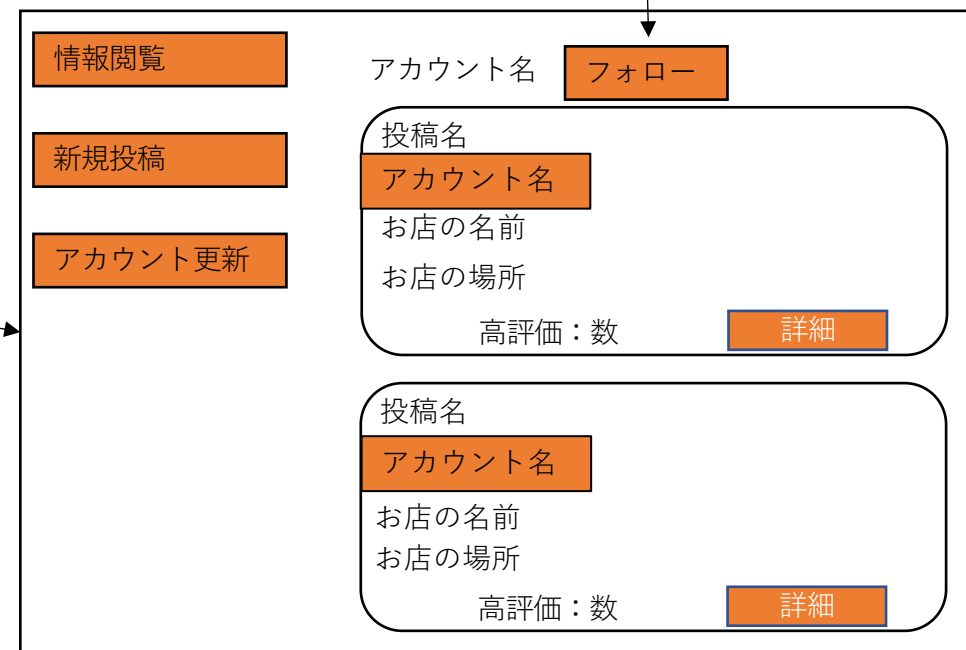 情報閲覧
新規投稿
アカウント更新
アカウント名 フォロー
投稿名
アカウント名
お店の名前
お店の場所
高評価：数 詳細
投稿名
アカウント名
お店の名前
お店の場所
高評価：数 詳細